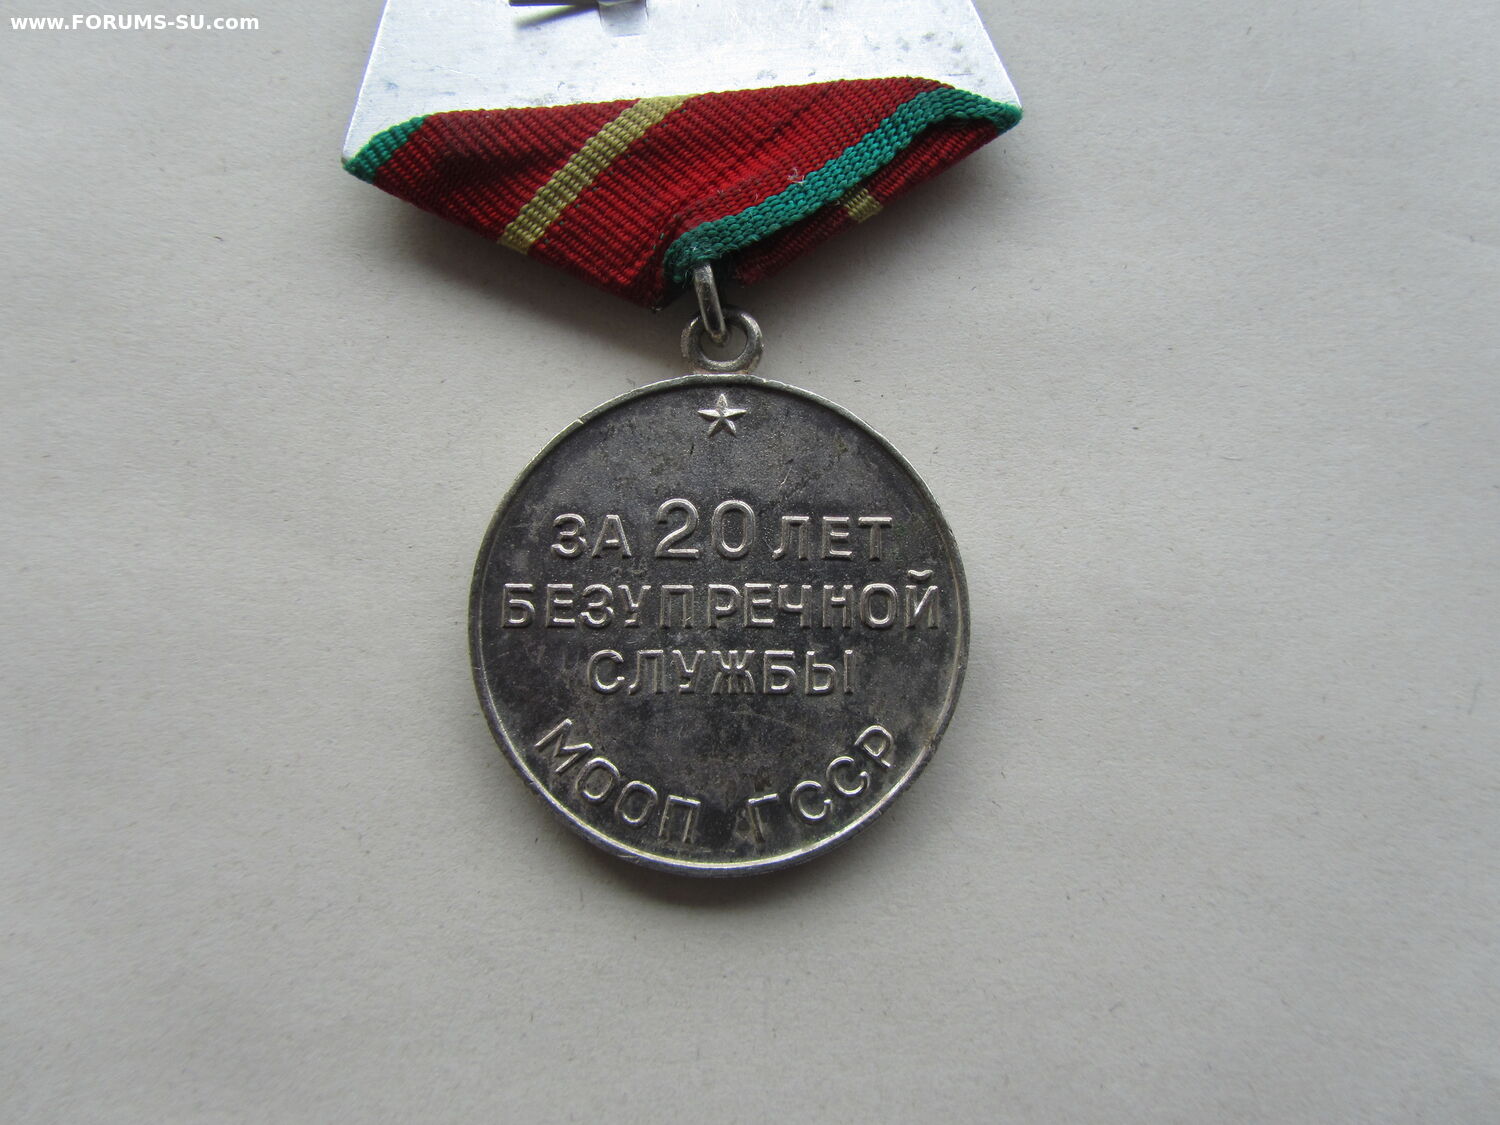 www.FORUMS-SU.com
ЗА 20 ЛЕТ
БЕЗУПРЕЧНОЙ
СЛУЖБЫ
МООП ГССР